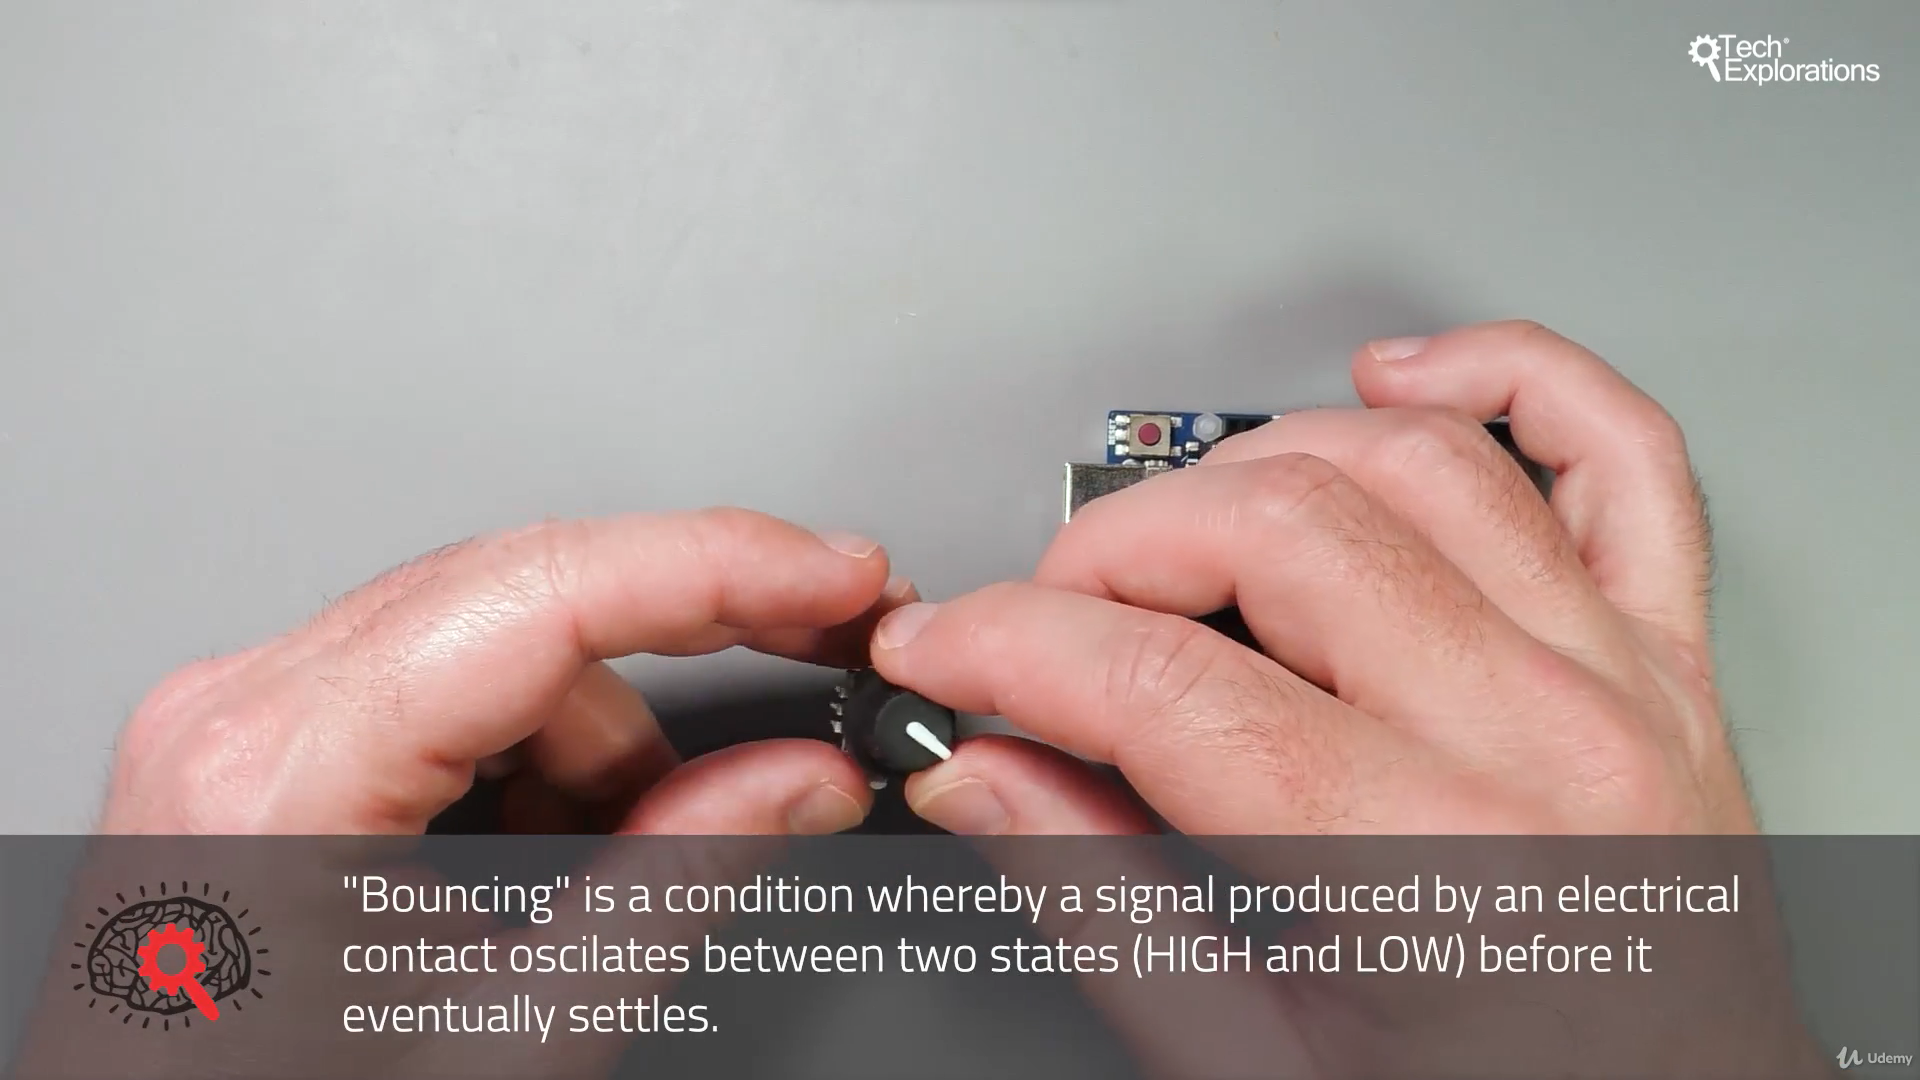 Tech®
Explorations
"Bouncing" is a condition whereby a signal produced by an electrical
contact oscilates between two states (HIGH and LOW) before it
eventually settles.
Udemy